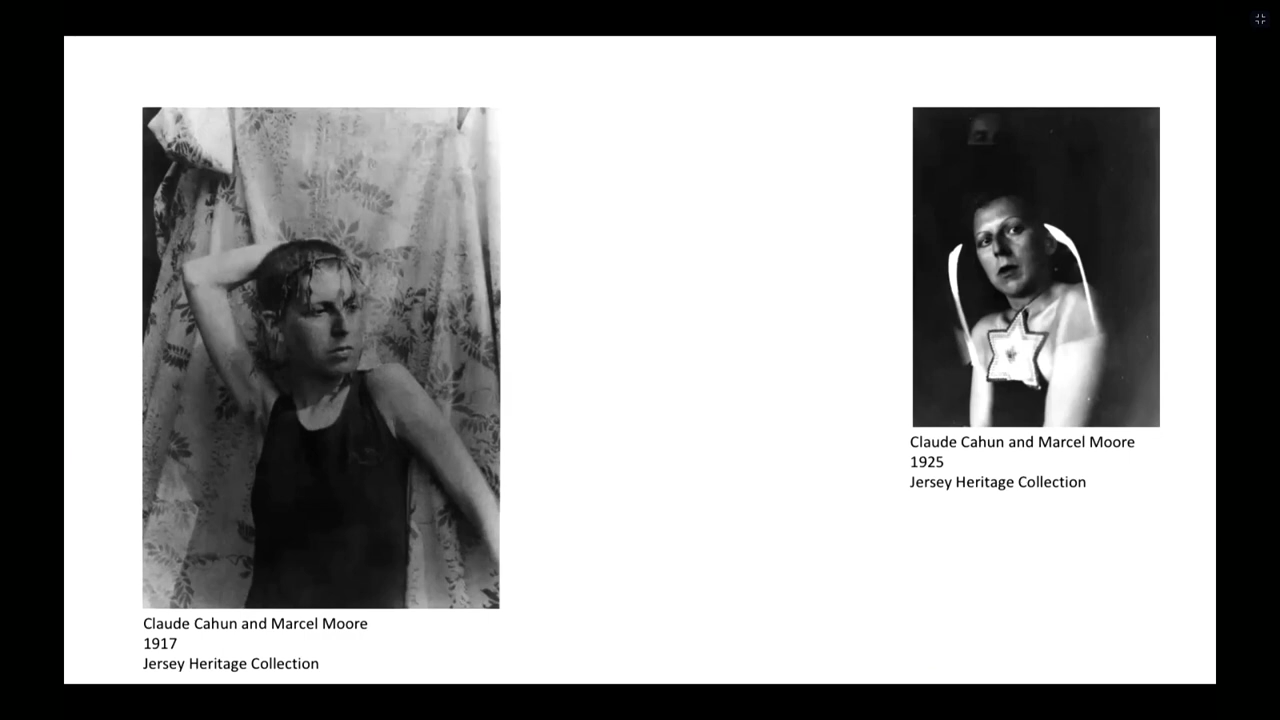 Claude Cahun and Marcel Moore
1917
Jersey Heritage Collection
Claude Cahun and Marcel Moore
1925
Jersey Heritage Collection